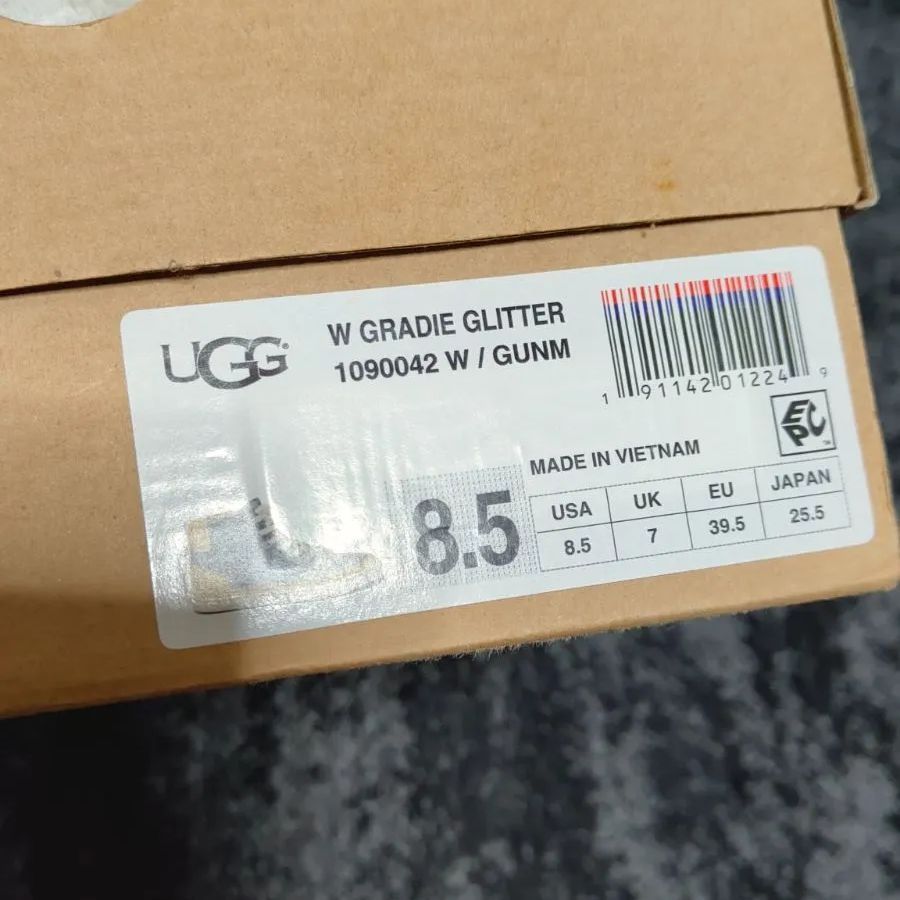 UGG®
W GRADIE GLITTER
1090042 W / GUNM
1 91142 01224 9
EPC™
MADE IN VIETNAM
8.5
USA UK EU JAPAN
8.5 7 39.5 25.5